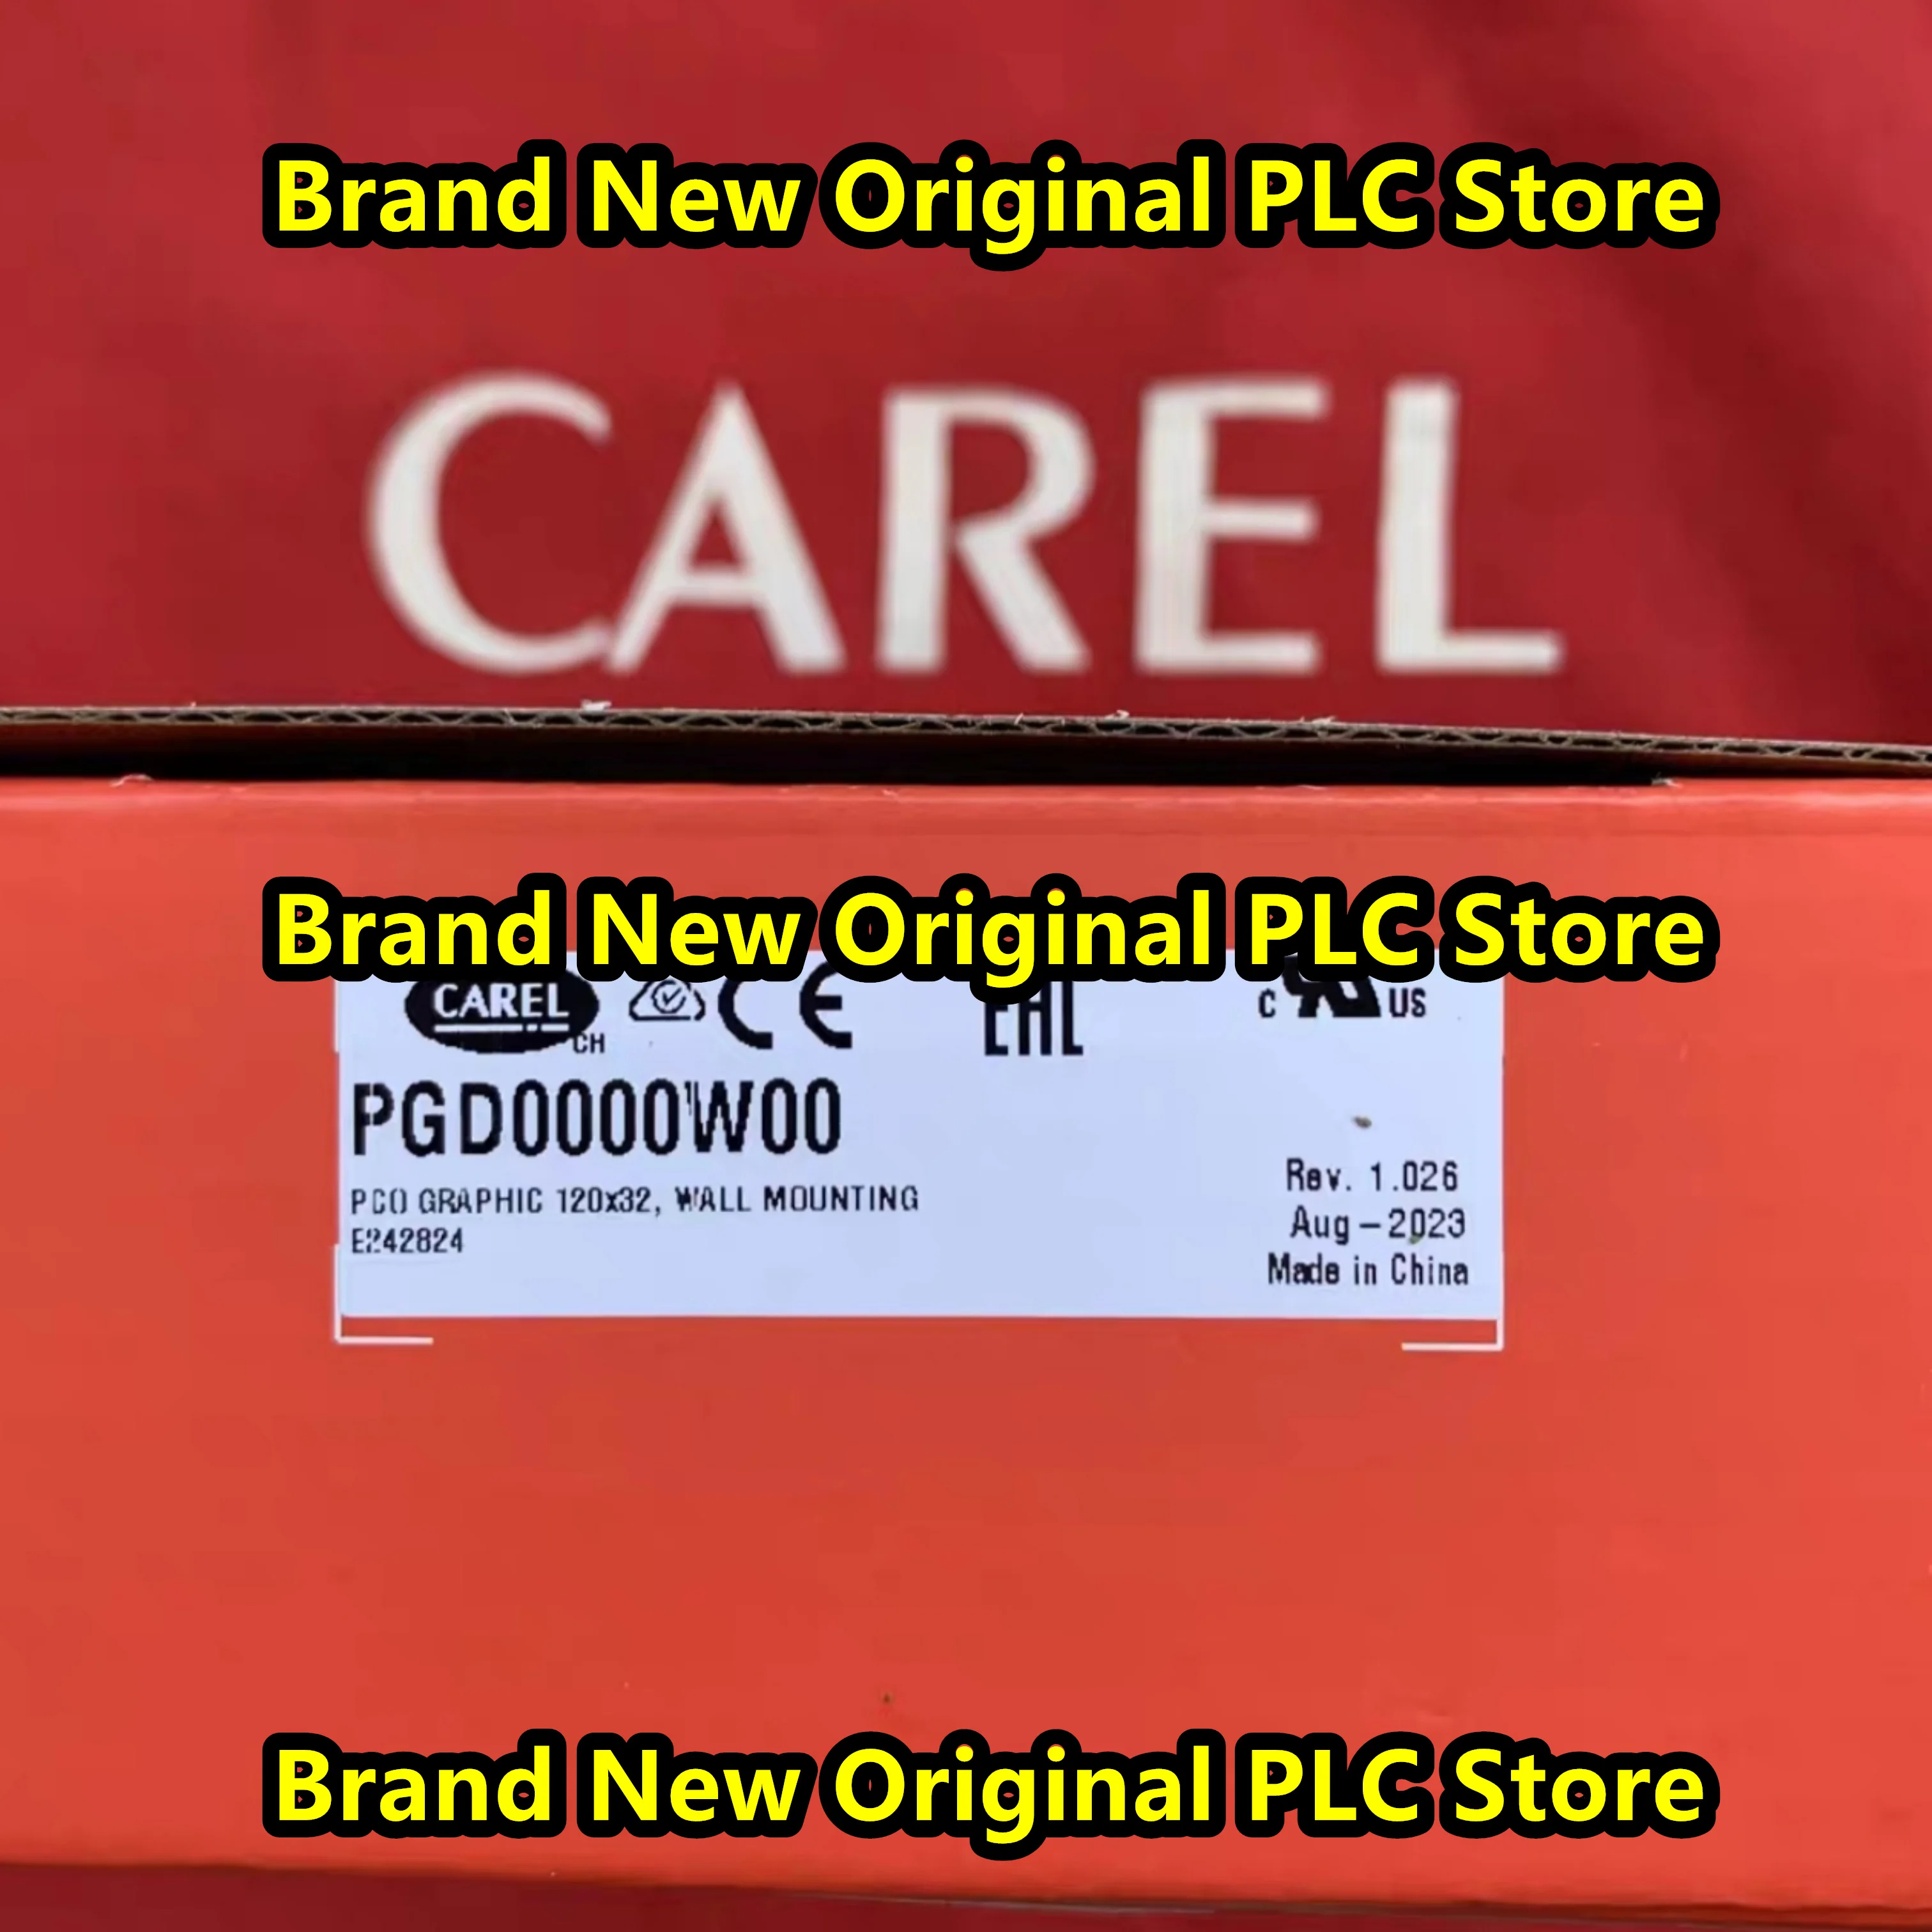 Brand New Original PLC Store
CAREL
Brand New Original PLC Store
CAREL CE EAC C US
CH
PGD0000W00
PCO GRAPHIC 120x32, WALL MOUNTING
E242824
Rev. 1.026
Aug-2023
Made in China
Brand New Original PLC Store